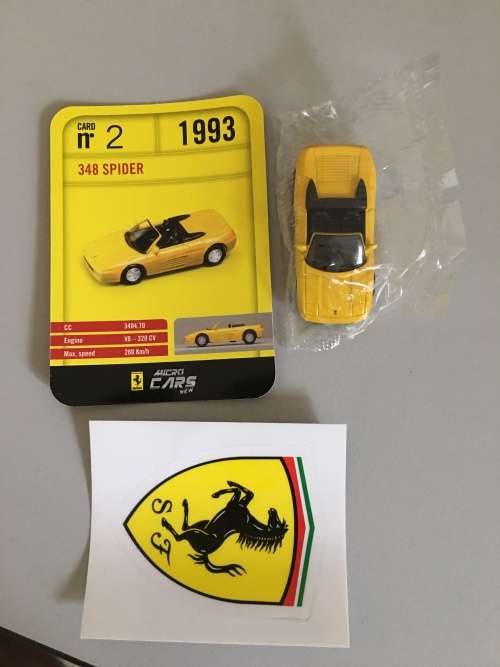 CARD
nr 2
1993
348 SPIDER
CC 3404.70
Engine V8 – 320 CV
Max. speed 280 Km/h
MICRO
CARS
NEW
S F